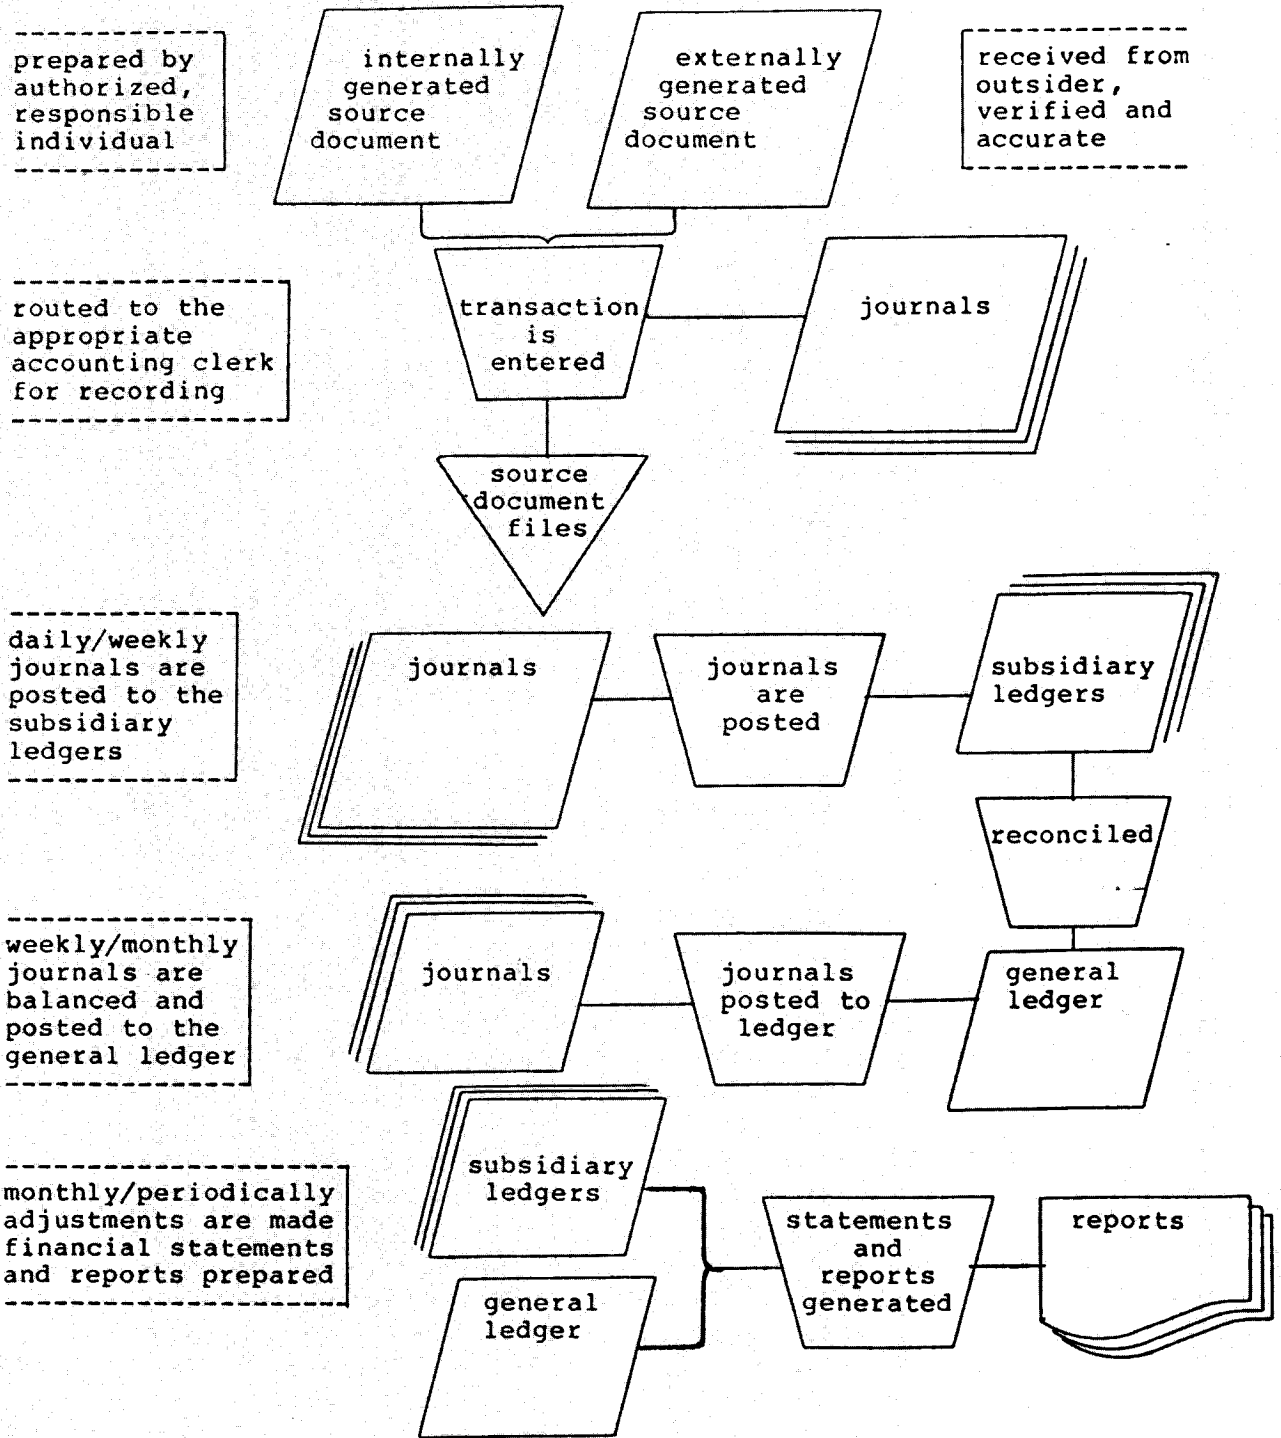 prepared by
authorized,
responsible
individual
internally
generated
source
document
externally
generated
source
document
received from
outsider,
verified and
accurate
routed to the
appropriate
accounting clerk
for recording
transaction
is
entered
journals
source
document
files
daily/weekly
journals are
posted to the
subsidiary
ledgers
journals
journals
are
posted
subsidiary
ledgers
reconciled
weekly/monthly
journals are
balanced and
posted to the
general ledger
journals
journals
posted to
ledger
general
ledger
monthly/periodically
adjustments are made
financial statements
and reports prepared
subsidiary
ledgers
general
ledger
statements
and
reports
generated
reports